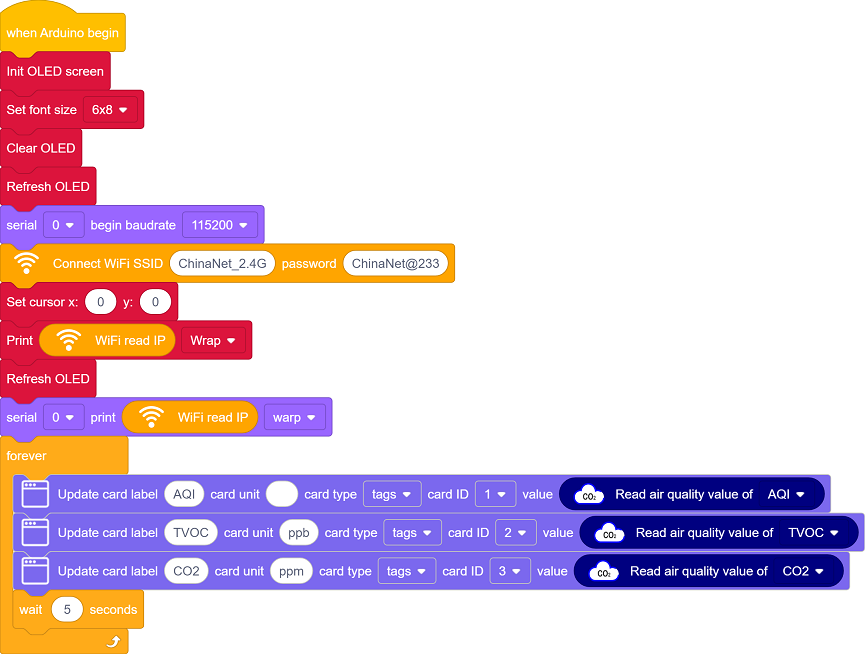 when Arduino begin
Init OLED screen
Set font size 6x8
Clear OLED
Refresh OLED
serial 0 begin baudrate 115200
Connect WiFi SSID ChinaNet_2.4G password ChinaNet@233
Set cursor x: 0 y: 0
Print WiFi read IP Wrap
Refresh OLED
serial 0 print WiFi read IP warp
forever
Update card label AQI card unit card type tags card ID 1 value CO₂ Read air quality value of AQI
Update card label TVOC card unit ppb card type tags card ID 2 value CO₂ Read air quality value of TVOC
Update card label CO2 card unit ppm card type tags card ID 3 value CO₂ Read air quality value of CO2
wait 5 seconds